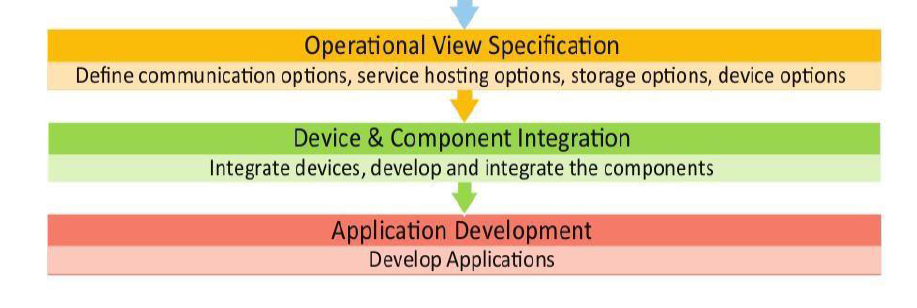 Operational View Specification
Define communication options, service hosting options, storage options, device options
Device & Component Integration
Integrate devices, develop and integrate the components
Application Development
Develop Applications